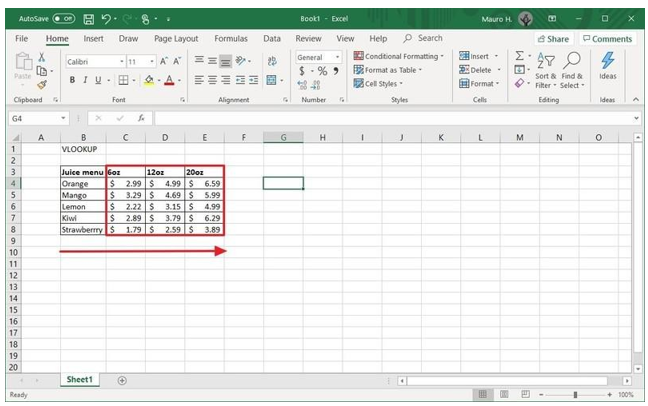 AutoSave Off Book1 - Excel Mauro H.
File Home Insert Draw Page Layout Formulas Data Review View Help Search Share Comments
Paste Calibri 11 A A General Conditional Formatting Insert Σ
B I U A $ % , Format as Table Delete Sort & Find & Ideas
Cell Styles Format Filter Select
Clipboard Font Alignment Number Styles Cells Editing Ideas
G4 fx
A B C D E F G H I J K L M N O
1 VLOOKUP
2
3 Juice menu 6oz 12oz 20oz
4 Orange $ 2.99 $ 4.99 $ 6.59
5 Mango $ 3.29 $ 4.69 $ 5.99
6 Lemon $ 2.22 $ 3.15 $ 4.99
7 Kiwi $ 2.89 $ 3.79 $ 6.29
8 Strawberrry $ 1.79 $ 2.59 $ 3.89
9
10
11
12
13
14
15
16
17
18
19
20
Sheet1
Ready 100%